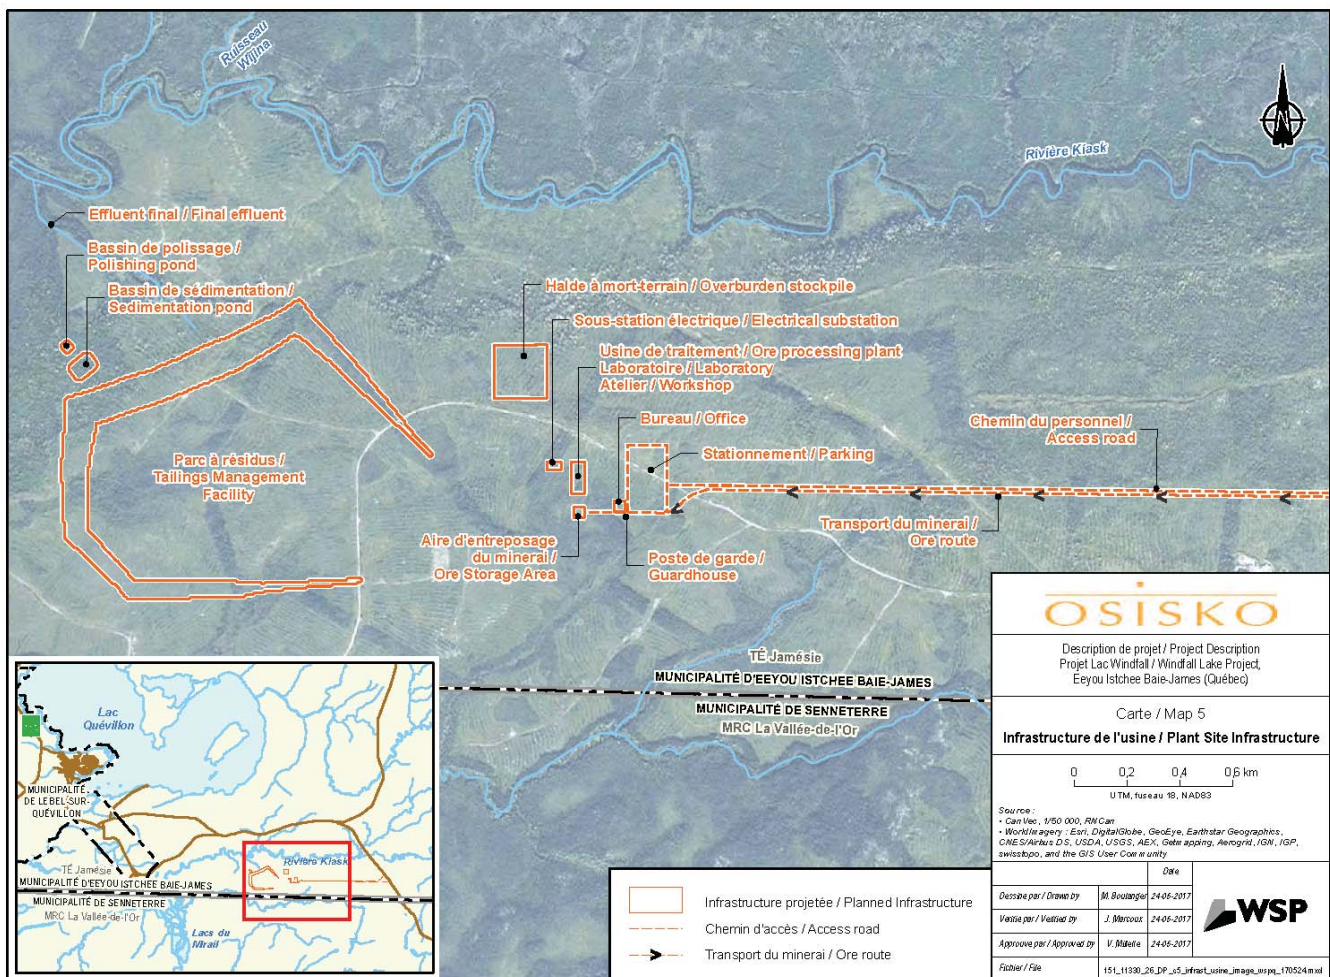 Ruisseau
Wijina
Rivière Kiask
Effluent final / Final effluent
Bassin de polissage /
Polishing pond
Bassin de sédimentation /
Sedimentation pond
Halde à mort-terrain / Overburden stockpile
Sous-station électrique / Electrical substation
Usine de traitement / Ore processing plant
Laboratoire / Laboratory
Atelier / Workshop
Bureau / Office
Chemin du personnel /
Access road
Stationnement / Parking
Parc à résidus /
Tailings Management
Facility
Transport du minerai /
Ore route
Aire d'entreposage
du minerai /
Ore Storage Area
Poste de garde /
Guardhouse
TÉ Jamésie
MUNICIPALITÉ D'EEYOU ISTCHEE BAIE-JAMES
MUNICIPALITÉ DE SENNETERRE
MRC La Vallée-de-l'Or
Lac
Quévillon
MUNICIPALITÉ
DE LEBEL-SUR-
QUÉVILLON
Rivière Kiask
TÉ Jamésie
MUNICIPALITÉ D'EEYOU ISTCHEE BAIE-JAMES
MUNICIPALITÉ DE SENNETERRE
MRC La Vallée-de-l'Or
Lacs du
Mirail
Infrastructure projetée / Planned Infrastructure
Chemin d'accès / Access road
Transport du minerai / Ore route
OSISKO
Description de projet / Project Description
Projet Lac Windfall / Windfall Lake Project,
Eeyou Istchee Baie-James (Québec)
Carte / Map 5
Infrastructure de l'usine / Plant Site Infrastructure
0 0,2 0,4 0,6 km
UTM, fuseau 18, NAD83
Source :
• CanVec, 1/50 000, RNCan
• World Imagery : Esri, DigitalGlobe, GeoEye, Earthstar Geographics,
CNES/Airbus DS, USDA, USGS, AEX, Getmapping, Aerogrid, IGN, IGP,
swisstopo, and the GIS User Community
Date
Dessiné par / Drawn by M. Boulanger 24-05-2017
Vérifié par / Verified by J. Marcoux 24-05-2017
Approuvé par / Approved by 24-05-2017
Fichier / File 151_11330_26_DP_c5_infrast_usine_image_wspq_170524.mxd
WSP